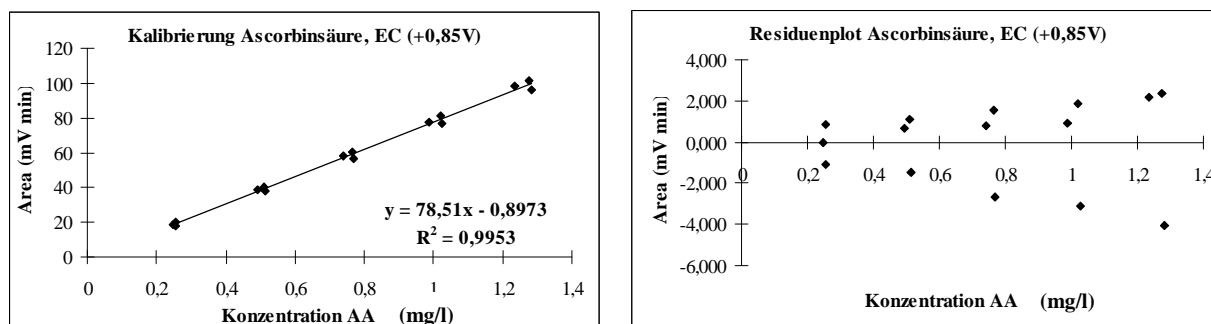 Kalibrierung Ascorbinsäure, EC (+0,85V)
120
100
80
60
40
20
0
Area (mV min)
y = 78,51x - 0,8973
R² = 0,9953
0 0,2 0,4 0,6 0,8 1 1,2 1,4
Konzentration AA (mg/l)
Residuenplot Ascorbinsäure, EC (+0,85V)
4,000
2,000
0,000
-2,000
-4,000
-6,000
Area (mV min)
0 0,2 0,4 0,6 0,8 1 1,2 1,4
Konzentration AA (mg/l)